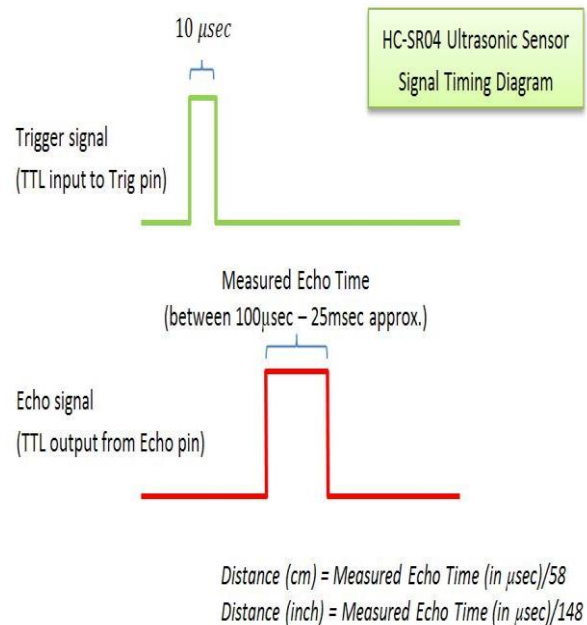 10 μsec
HC-SR04 Ultrasonic Sensor
Signal Timing Diagram
Trigger signal
(TTL input to Trig pin)
Measured Echo Time
(between 100μsec – 25msec approx.)
Echo signal
(TTL output from Echo pin)
Distance (cm) = Measured Echo Time (in μsec)/58
Distance (inch) = Measured Echo Time (in μsec)/148